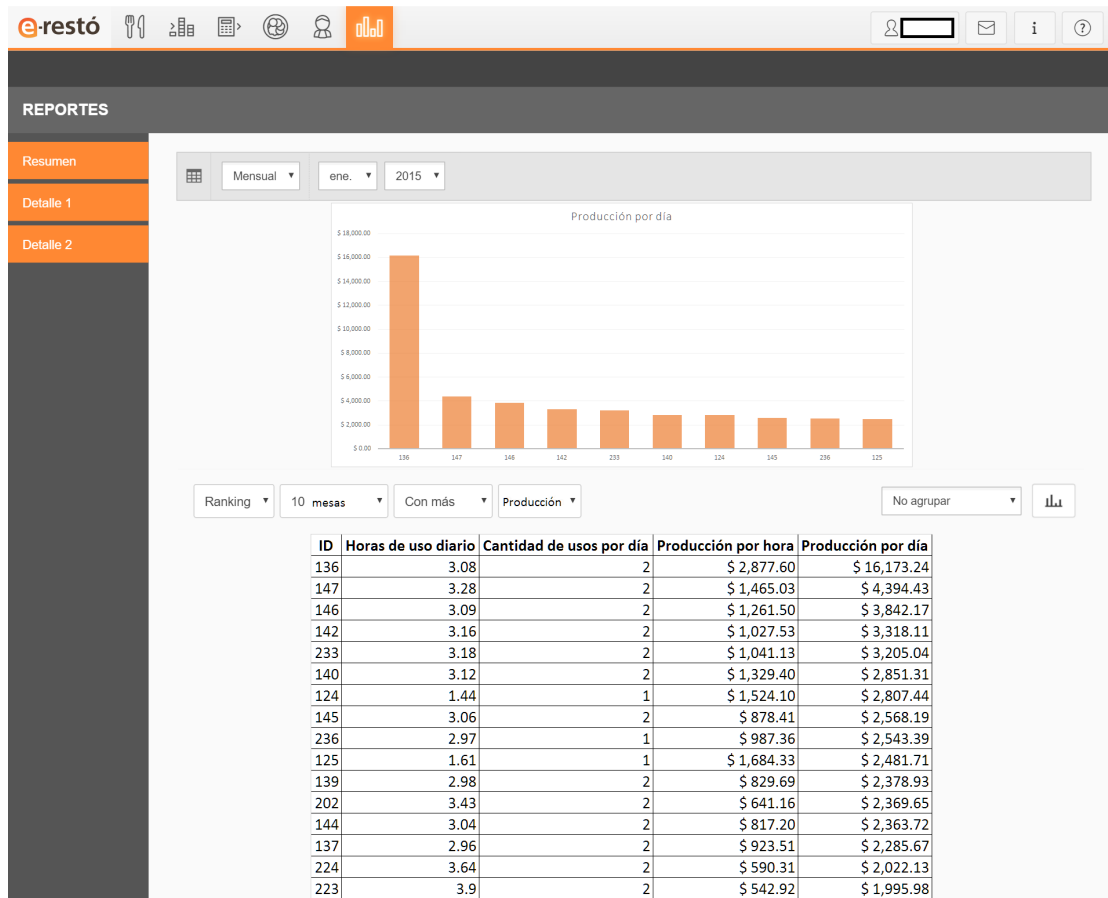 e-restó
i
?
REPORTES
Resumen
Detalle 1
Detalle 2
Mensual ene. 2015
Producción por día
$ 18,000.00
$ 16,000.00
$ 14,000.00
$ 12,000.00
$ 10,000.00
$ 8,000.00
$ 6,000.00
$ 4,000.00
$ 2,000.00
$ 0.00
136 147 146 142 233 140 124 145 236 125
Ranking 10 mesas Con más Producción No agrupar
ID Horas de uso diario Cantidad de usos por día Producción por hora Producción por día
136 3.08 2 $ 2,877.60 $ 16,173.24
147 3.28 2 $ 1,465.03 $ 4,394.43
146 3.09 2 $ 1,261.50 $ 3,842.17
142 3.16 2 $ 1,027.53 $ 3,318.11
233 3.18 2 $ 1,041.13 $ 3,205.04
140 3.12 2 $ 1,329.40 $ 2,851.31
124 1.44 1 $ 1,524.10 $ 2,807.44
145 3.06 2 $ 878.41 $ 2,568.19
236 2.97 1 $ 987.36 $ 2,543.39
125 1.61 1 $ 1,684.33 $ 2,481.71
139 2.98 2 $ 829.69 $ 2,378.93
202 3.43 2 $ 641.16 $ 2,369.65
144 3.04 2 $ 817.20 $ 2,363.72
137 2.96 2 $ 923.51 $ 2,285.67
224 3.64 2 $ 590.31 $ 2,022.13
223 3.9 2 $ 542.92 $ 1,995.98